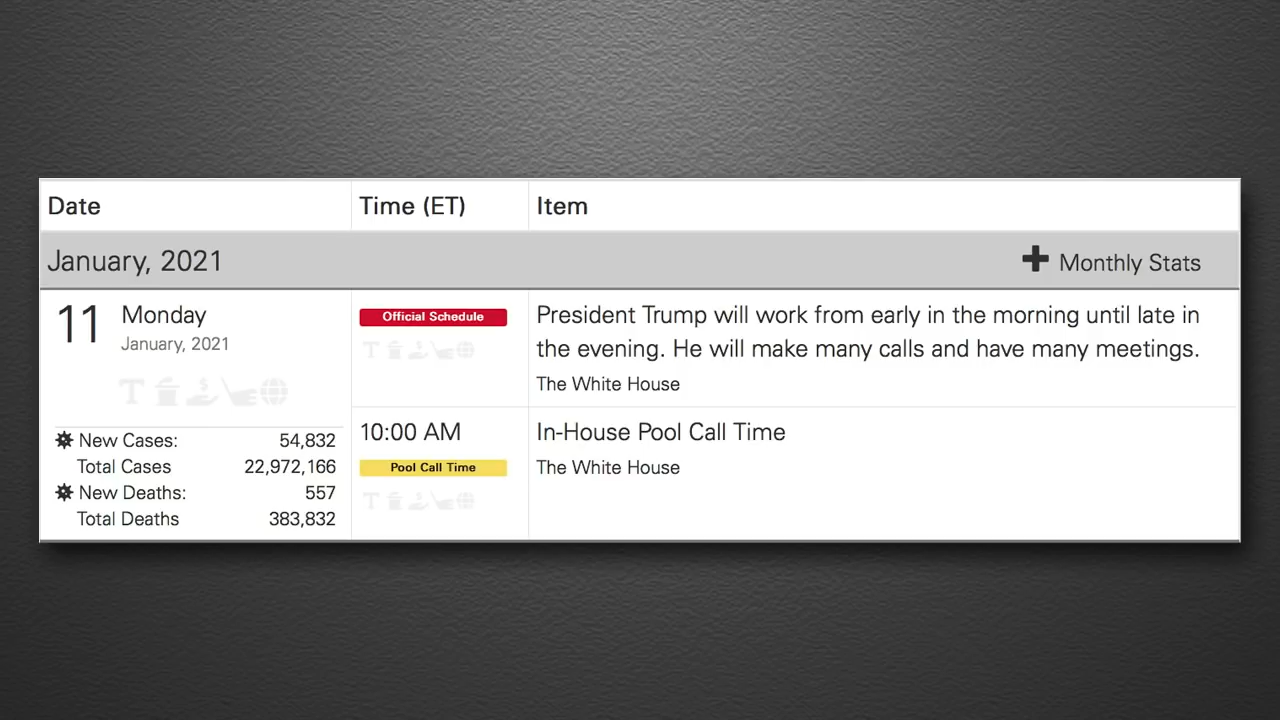 Date Time (ET) Item
January, 2021 Monthly Stats
11 Monday
January, 2021
Official Schedule
President Trump will work from early in the morning until late in
the evening. He will make many calls and have many meetings.
The White House
New Cases: 54,832
Total Cases 22,972,166
New Deaths: 557
Total Deaths 383,832
10:00 AM
Pool Call Time
In-House Pool Call Time
The White House